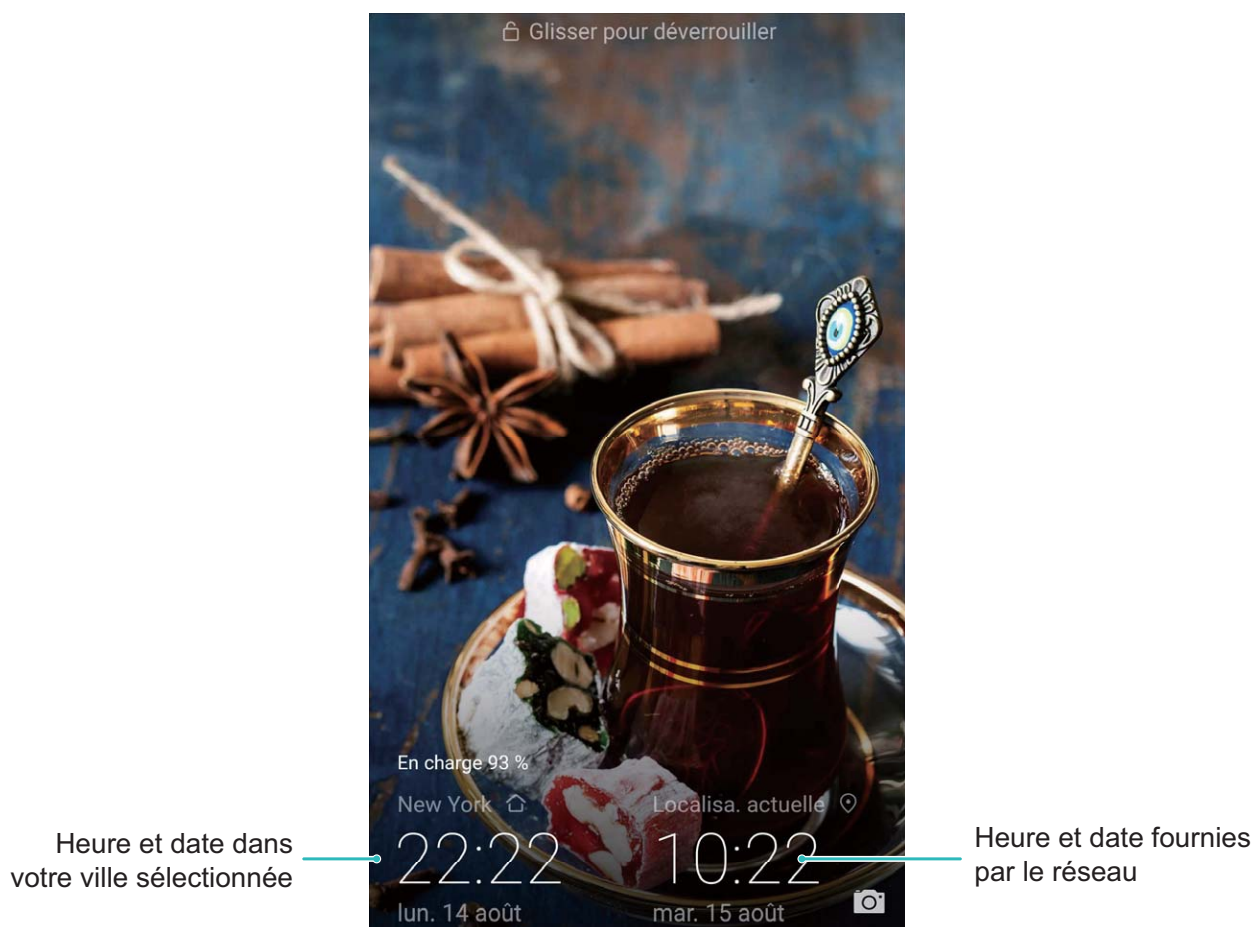 Glisser pour déverrouiller
En charge 93 %
New York
Localisa. actuelle
22:22
10:22
lun. 14 août
mar. 15 août
Heure et date dans
votre ville sélectionnée
Heure et date fournies
par le réseau